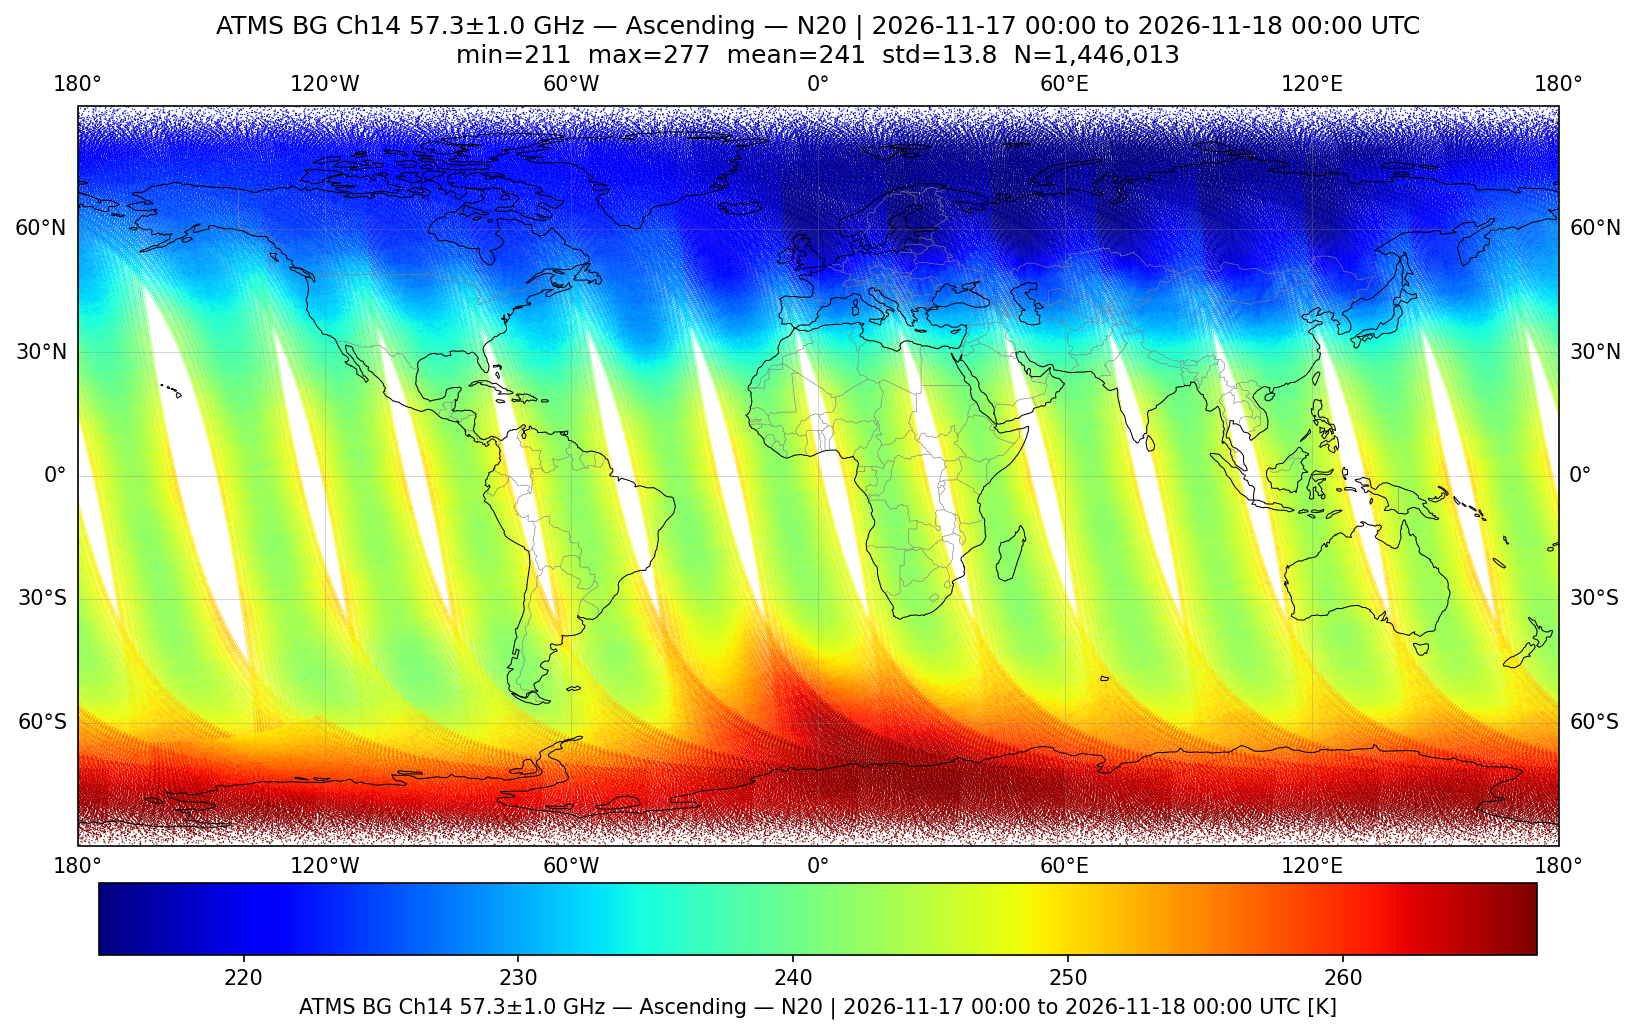 ATMS BG Ch14 57.3±1.0 GHz — Ascending — N20 | 2026-11-17 00:00 to 2026-11-18 00:00 UTC
min=211 max=277 mean=241 std=13.8 N=1,446,013
180° 120°W 60°W 0° 60°E 120°E 180°
60°N 60°N
30°N 30°N
0° 0°
30°S 30°S
60°S 60°S
180° 120°W 60°W 0° 60°E 120°E 180°
220 230 240 250 260
ATMS BG Ch14 57.3±1.0 GHz — Ascending — N20 | 2026-11-17 00:00 to 2026-11-18 00:00 UTC [K]